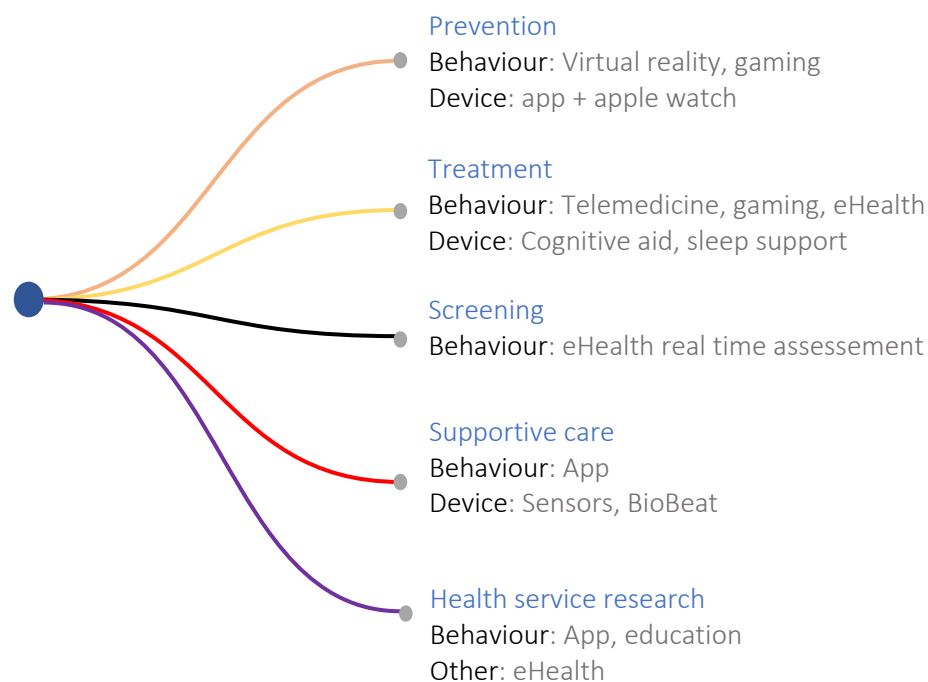 Prevention
Behaviour: Virtual reality, gaming
Device: app + apple watch
Treatment
Behaviour: Telemedicine, gaming, eHealth
Device: Cognitive aid, sleep support
Screening
Behaviour: eHealth real time assessement
Supportive care
Behaviour: App
Device: Sensors, BioBeat
Health service research
Behaviour: App, education
Other: eHealth